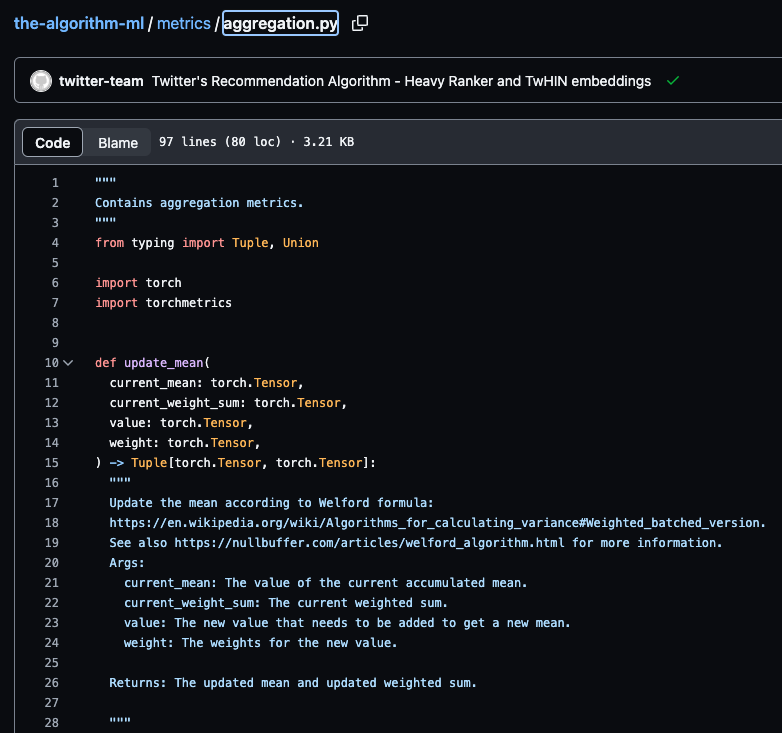 the-algorithm-ml / metrics / aggregation.py
twitter-team Twitter's Recommendation Algorithm - Heavy Ranker and TwHIN embeddings
Code Blame 97 lines (80 loc) · 3.21 KB
1 """
2 Contains aggregation metrics.
3 """
4 from typing import Tuple, Union
5
6 import torch
7 import torchmetrics
8
9
10 def update_mean(
11 current_mean: torch.Tensor,
12 current_weight_sum: torch.Tensor,
13 value: torch.Tensor,
14 weight: torch.Tensor,
15 ) -> Tuple[torch.Tensor, torch.Tensor]:
16 """
17 Update the mean according to Welford formula:
18 https://en.wikipedia.org/wiki/Algorithms_for_calculating_variance#Weighted_batched_version.
19 See also https://nullbuffer.com/articles/welford_algorithm.html for more information.
20 Args:
21 current_mean: The value of the current accumulated mean.
22 current_weight_sum: The current weighted sum.
23 value: The new value that needs to be added to get a new mean.
24 weight: The weights for the new value.
25
26 Returns: The updated mean and updated weighted sum.
27
28 """